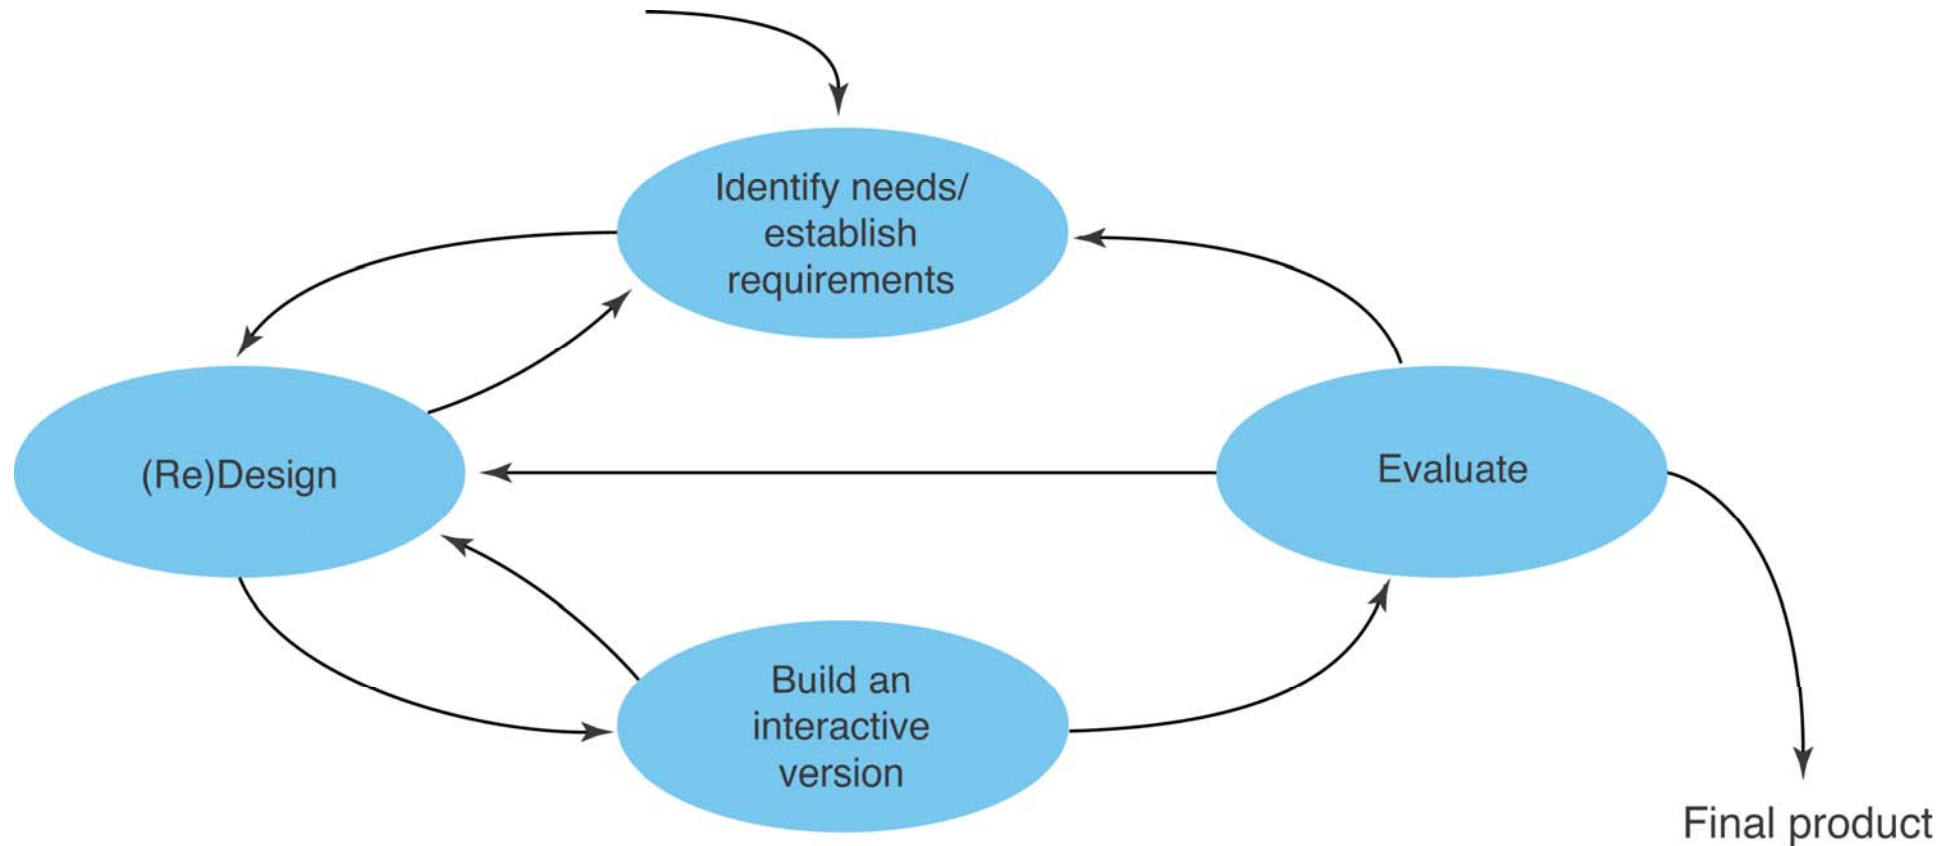 Identify needs/
establish
requirements
(Re)Design
Evaluate
Build an
interactive
version
Final product